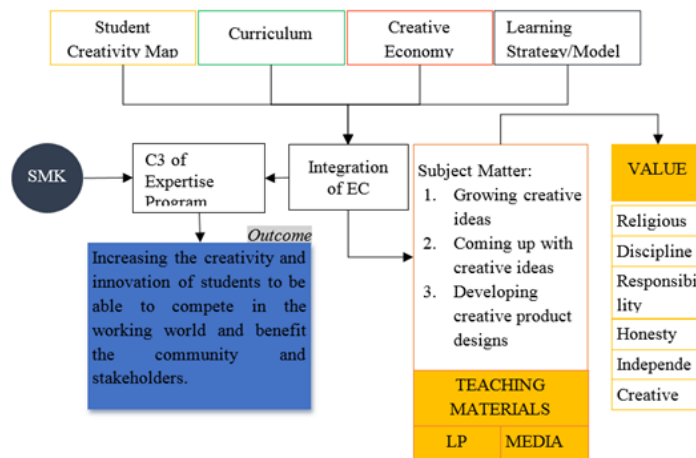 Student
Creativity Map
Curriculum
Creative
Economy
Learning
Strategy/Model
SMK
C3 of
Expertise
Program
Integration
of EC
Outcome
Increasing the creativity and
innovation of students to be
able to compete in the
working world and benefit
the community and
stakeholders.
Subject Matter:
1. Growing creative
ideas
2. Coming up with
creative ideas
3. Developing
creative product
designs
TEACHING
MATERIALS
LP
MEDIA
VALUE
Religious
Discipline
Responsibi
lity
Honesty
Independe
Creative